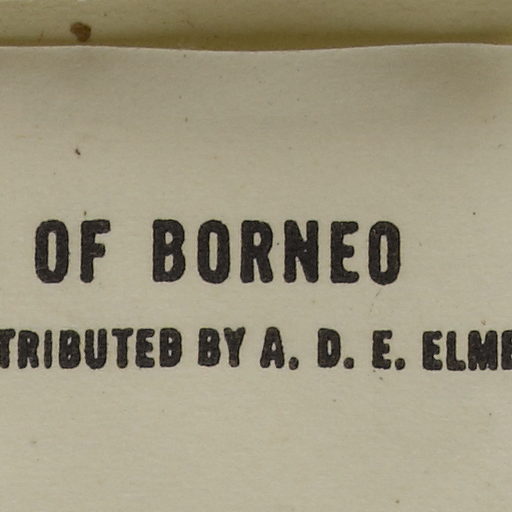 OF BORNEO
TRIBUTED BY A. D. E. ELME